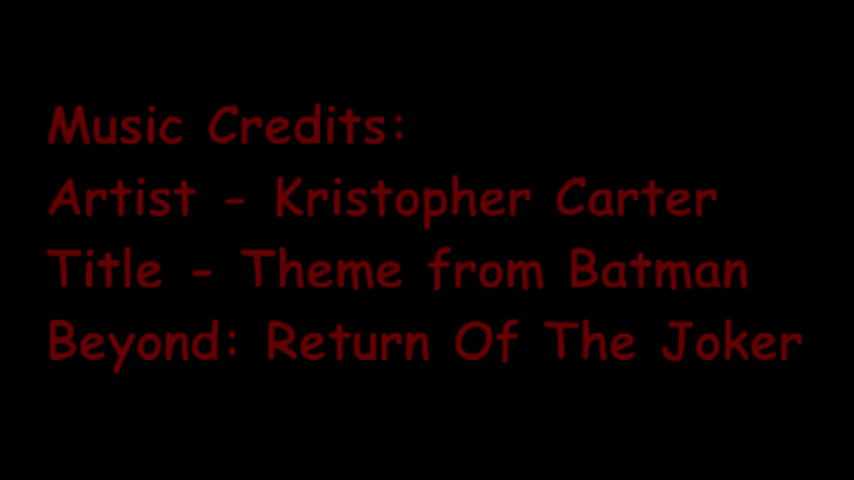 Music Credits:
Artist - Kristopher Carter
Title - Theme from Batman
Beyond: Return Of The Joker